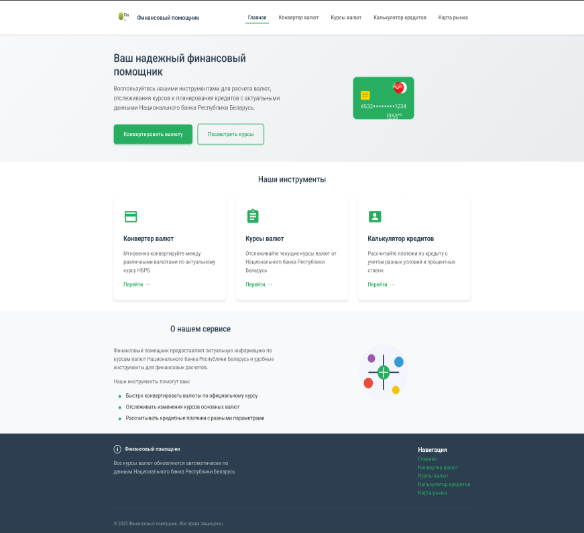 Финансовый помощник
Главная Конвертер валют Курсы валют Калькулятор кредитов Карта рынка
Ваш надежный финансовый
помощник
Воспользуйтесь нашими инструментами для расчета валют,
отслеживания курсов и планирования кредитов с актуальными
данными Национального банка Республики Беларусь.
Конвертировать валюту
Посмотреть курсы
4532********1234
Наши инструменты
Конвертер валют
Мгновенно конвертируйте между
различными валютами по актуальному
курсу НБРБ
Перейти →
Курсы валют
Отслеживайте текущие курсы валют от
Национального банка Республики
Беларусь
Перейти →
Калькулятор кредитов
Рассчитайте платежи по кредиту с
учетом разных условий и процентных
ставок
Перейти →
О нашем сервисе
Финансовый помощник предоставляет актуальную информацию по
курсам валют Национального банка Республики Беларусь и удобные
инструменты для финансовых расчетов.
Наши инструменты помогут вам:
Быстро конвертировать валюты по официальному курсу
Отслеживать изменения курсов основных валют
Рассчитывать кредитные платежи с разными параметрами
Финансовый помощник
Все курсы валют обновляются автоматически по
данным Национального банка Республики Беларусь.
Навигация
Главная
Конвертер валют
Курсы валют
Калькулятор кредитов
Карта рынка
Финансовый помощник. Все права защищены.